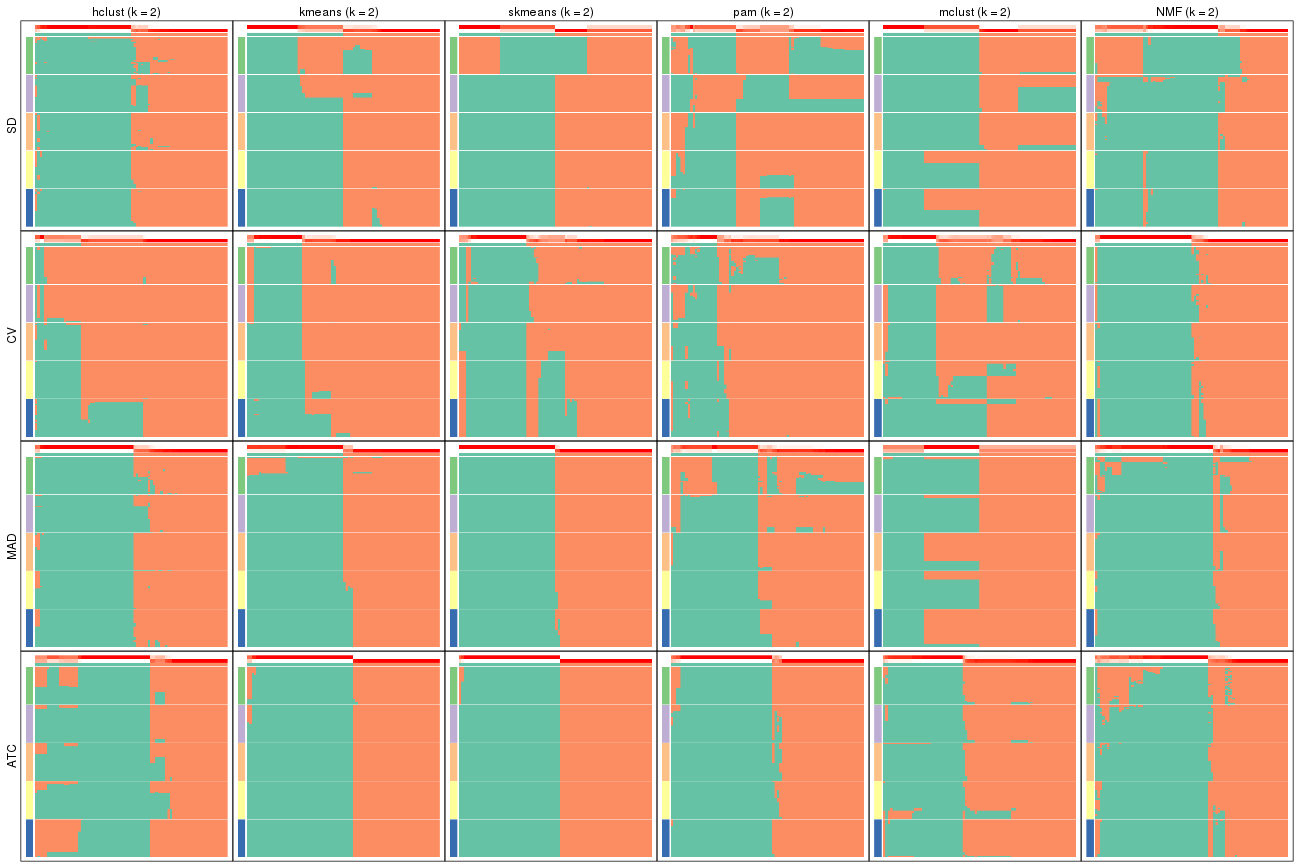 hclust (k = 2) kmeans (k = 2) skmeans (k = 2) pam (k = 2) mclust (k = 2) NMF (k = 2)
SD
CV
MAD
ATC